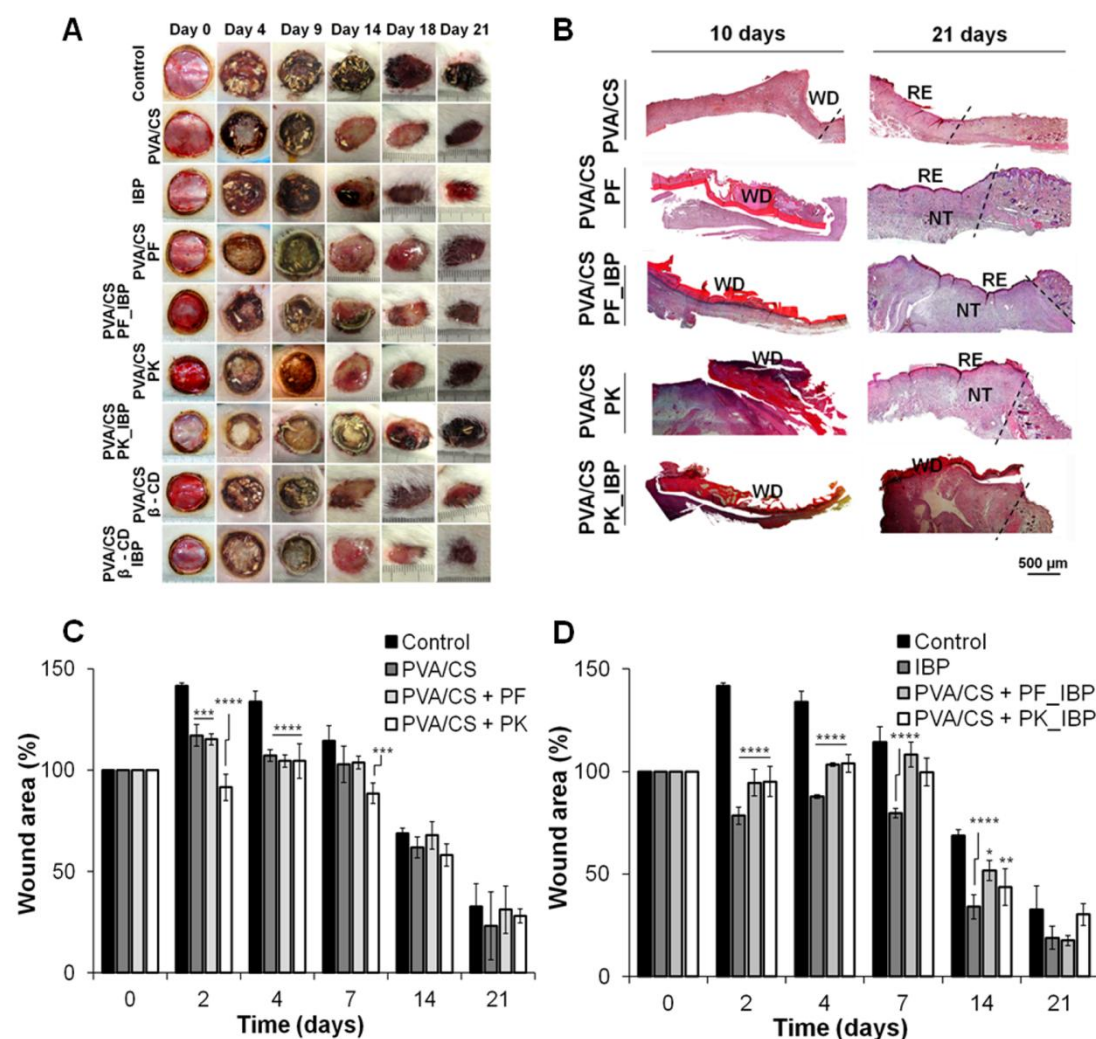 A
Day 0 Day 4 Day 9 Day 14 Day 18 Day 21
Control
PVA/CS
IBP
PVA/CS
PF
PVA/CS
PF_IBP
PVA/CS
PK
PVA/CS
PK_IBP
PVA/CS
β - CD
PVA/CS
β - CD
IBP
B
10 days 21 days
PVA/CS
WD
RE
PVA/CS
PF
WD
RE
NT
PVA/CS
PF_IBP
WD
RE
NT
PVA/CS
PK
WD
RE
NT
PVA/CS
PK_IBP
WD
WD
500 µm
C
Control
PVA/CS
PVA/CS + PF
PVA/CS + PK
Wound area (%)
150
100
50
0
***
****
****
***
0 2 4 7 14 21
Time (days)
D
Control
IBP
PVA/CS + PF_IBP
PVA/CS + PK_IBP
Wound area (%)
150
100
50
0
****
****
****
****
*
**
0 2 4 7 14 21
Time (days)